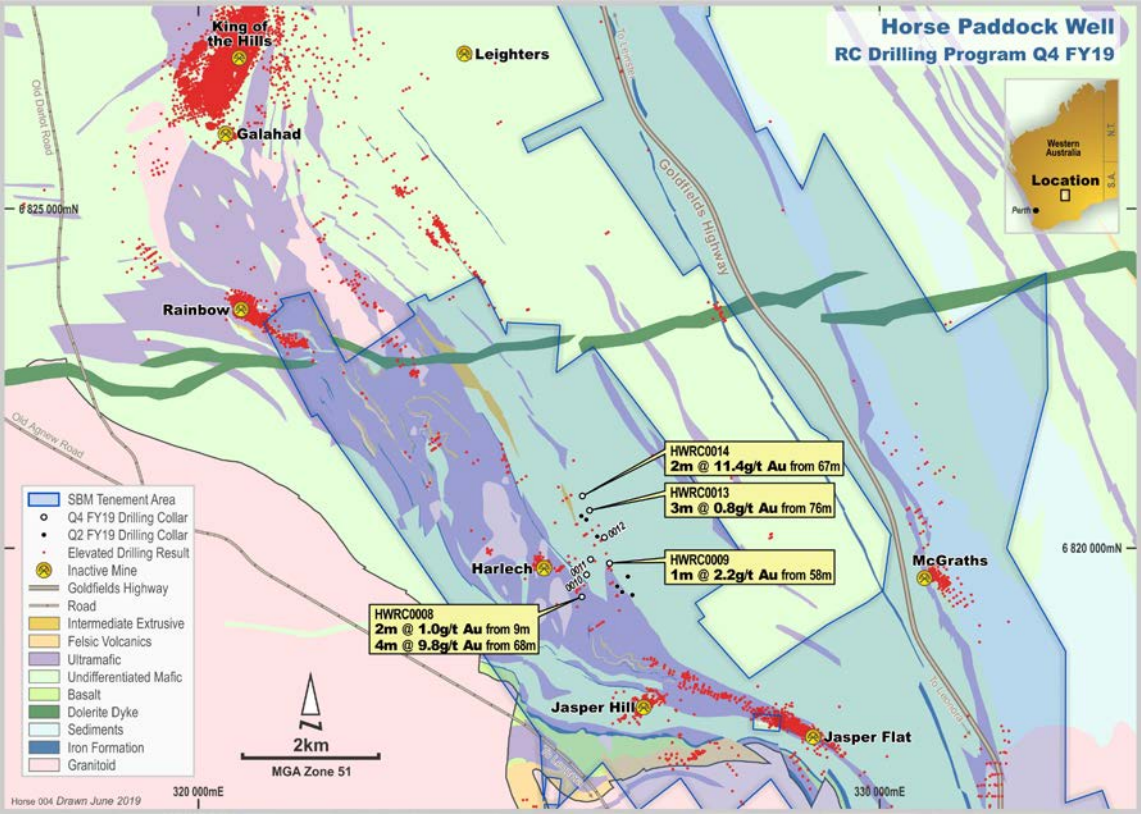 Horse Paddock Well
RC Drilling Program Q4 FY19
King of
the Hills
Leighters
Galahad
Old Darlot Road
Goldfields Highway
Western
Australia
N.T.
S.A.
Location
Perth
6 825 000mN
Rainbow
Old Agnew Road
HWRC0014
2m @ 11.4g/t Au from 67m
HWRC0013
3m @ 0.8g/t Au from 76m
0012
HWRC0009
1m @ 2.2g/t Au from 58m
0011
0010
Harlech
6 820 000mN
McGraths
HWRC0008
2m @ 1.0g/t Au from 9m
4m @ 9.8g/t Au from 68m
SBM Tenement Area
Q4 FY19 Drilling Collar
Q2 FY19 Drilling Collar
Elevated Drilling Result
Inactive Mine
Goldfields Highway
Road
Intermediate Extrusive
Felsic Volcanics
Ultramafic
Undifferentiated Mafic
Basalt
Dolerite Dyke
Sediments
Iron Formation
Granitoid
Jasper Hill
Jasper Flat
To Leonora
N
2km
MGA Zone 51
320 000mE
330 000mE
Horse 004 Drawn June 2019